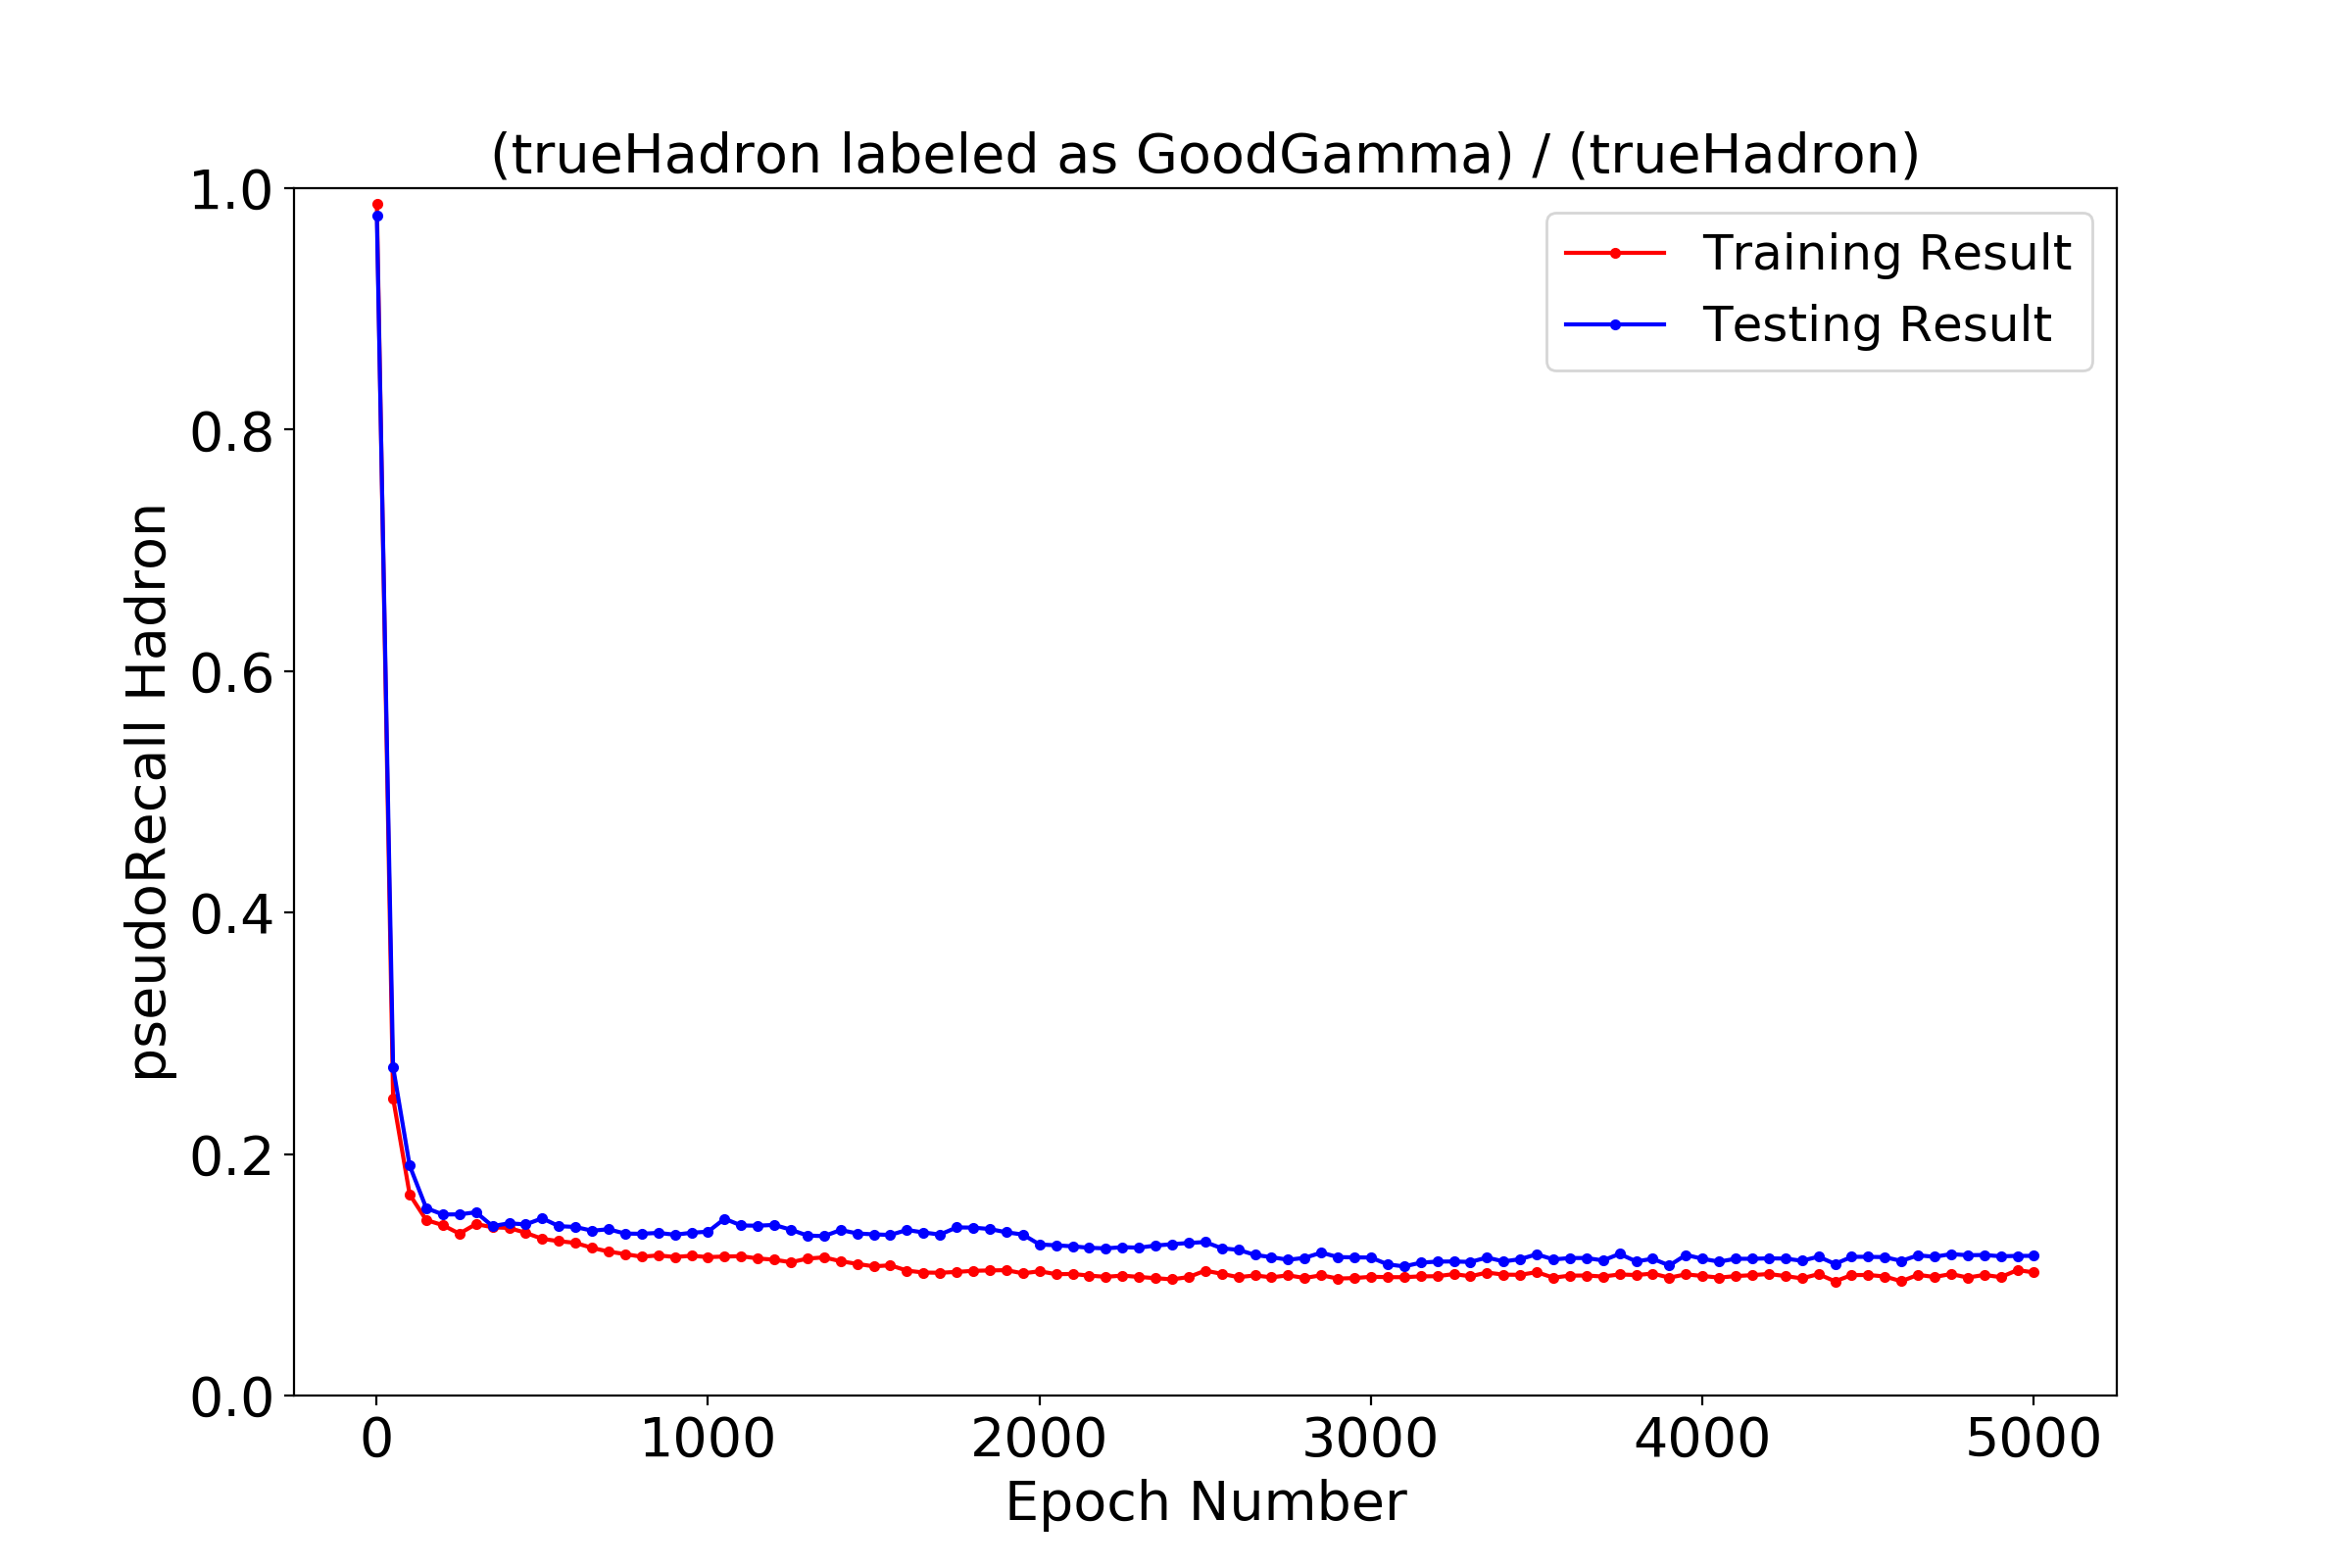 (trueHadron labeled as GoodGamma) / (trueHadron)
Training Result
Testing Result
pseudoRecall Hadron
1.0
0.8
0.6
0.4
0.2
0.0
0 1000 2000 3000 4000 5000
Epoch Number